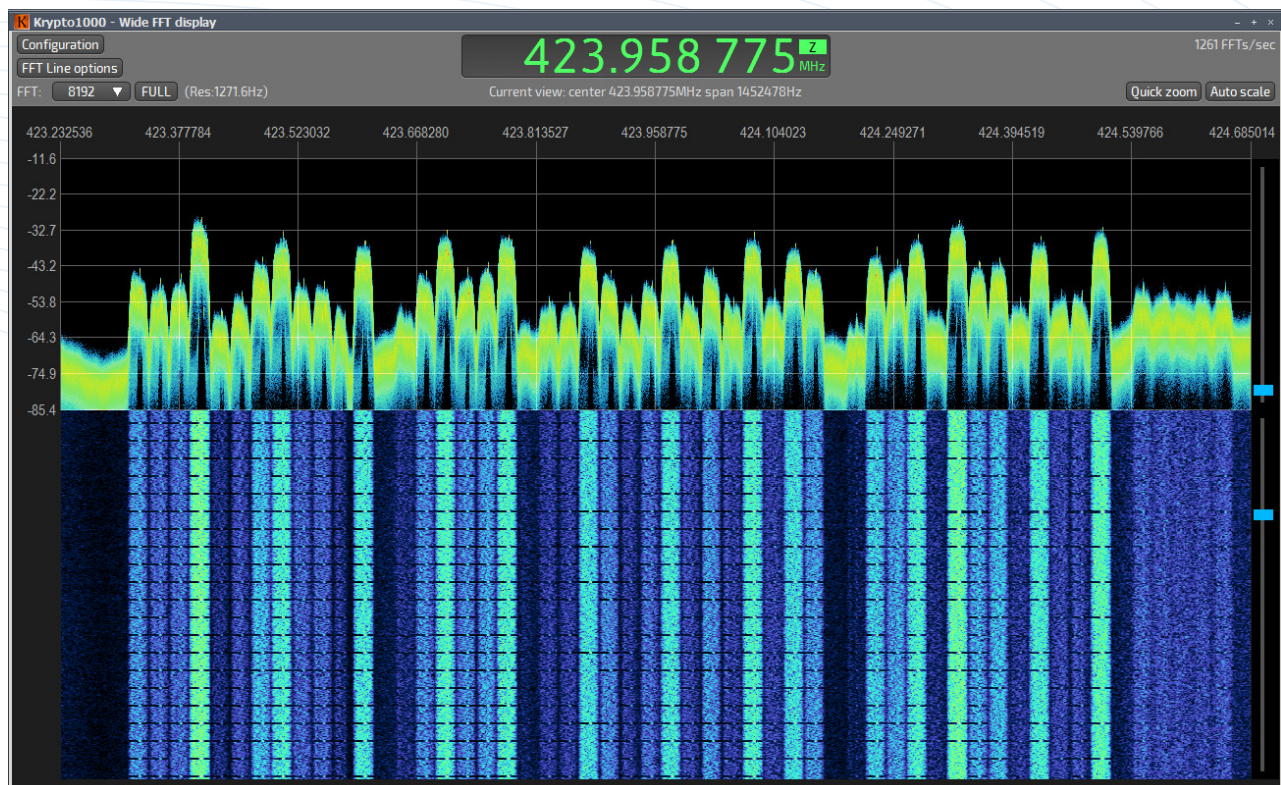 Krypto1000 - Wide FFT display
Configuration
FFT Line options
423.958 775 Z MHz
1261 FFTs/sec
FFT: 8192 FULL (Res:1271.6Hz)
Current view: center 423.958775MHz span 1452478Hz
Quick zoom Auto scale
423.232536 423.377784 423.523032 423.668280 423.813527 423.958775 424.104023 424.249271 424.394519 424.539766 424.685014
-11.6
-22.2
-32.7
-43.2
-53.8
-64.3
-74.9
-85.4